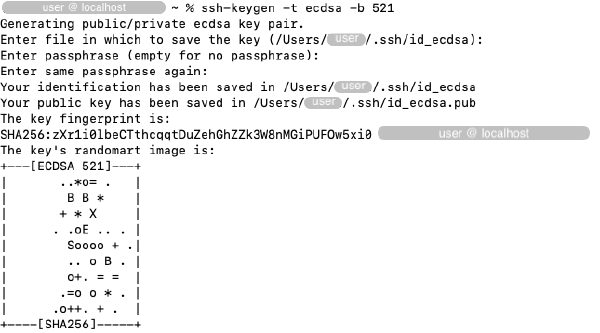 user @ localhost ~ % ssh-keygen -t ecdsa -b 521
Generating public/private ecdsa key pair.
Enter file in which to save the key (/Users/user/.ssh/id_ecdsa):
Enter passphrase (empty for no passphrase):
Enter same passphrase again:
Your identification has been saved in /Users/user/.ssh/id_ecdsa
Your public key has been saved in /Users/user/.ssh/id_ecdsa.pub
The key fingerprint is:
SHA256:zXr1i0lbeCTthcqqtDuZehGhZZk3W8nMGiPUFOw5xi0 user @ localhost
The key's randomart image is:
+---[ECDSA 521]---+
|       ..*o= .   |
|        B B *    |
|       + * X     |
|      . .oE .. . |
|        Soooo + .|
|        .. o B . |
|        o+. = =  |
|       .=o o * . |
|      .o++. + .  |
+----[SHA256]-----+